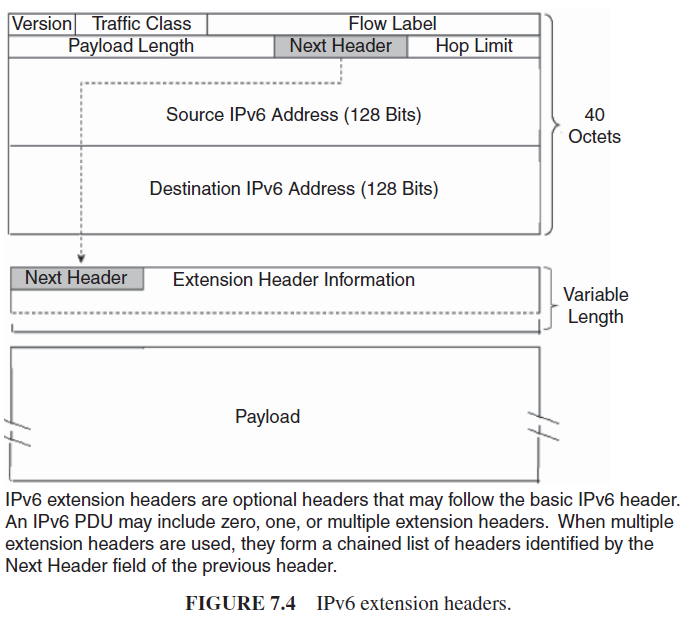 Version Traffic Class Flow Label
Payload Length Next Header Hop Limit
Source IPv6 Address (128 Bits)
Destination IPv6 Address (128 Bits)
40
Octets
Next Header Extension Header Information
Variable
Length
Payload
IPv6 extension headers are optional headers that may follow the basic IPv6 header.
An IPv6 PDU may include zero, one, or multiple extension headers. When multiple
extension headers are used, they form a chained list of headers identified by the
Next Header field of the previous header.
FIGURE 7.4 IPv6 extension headers.